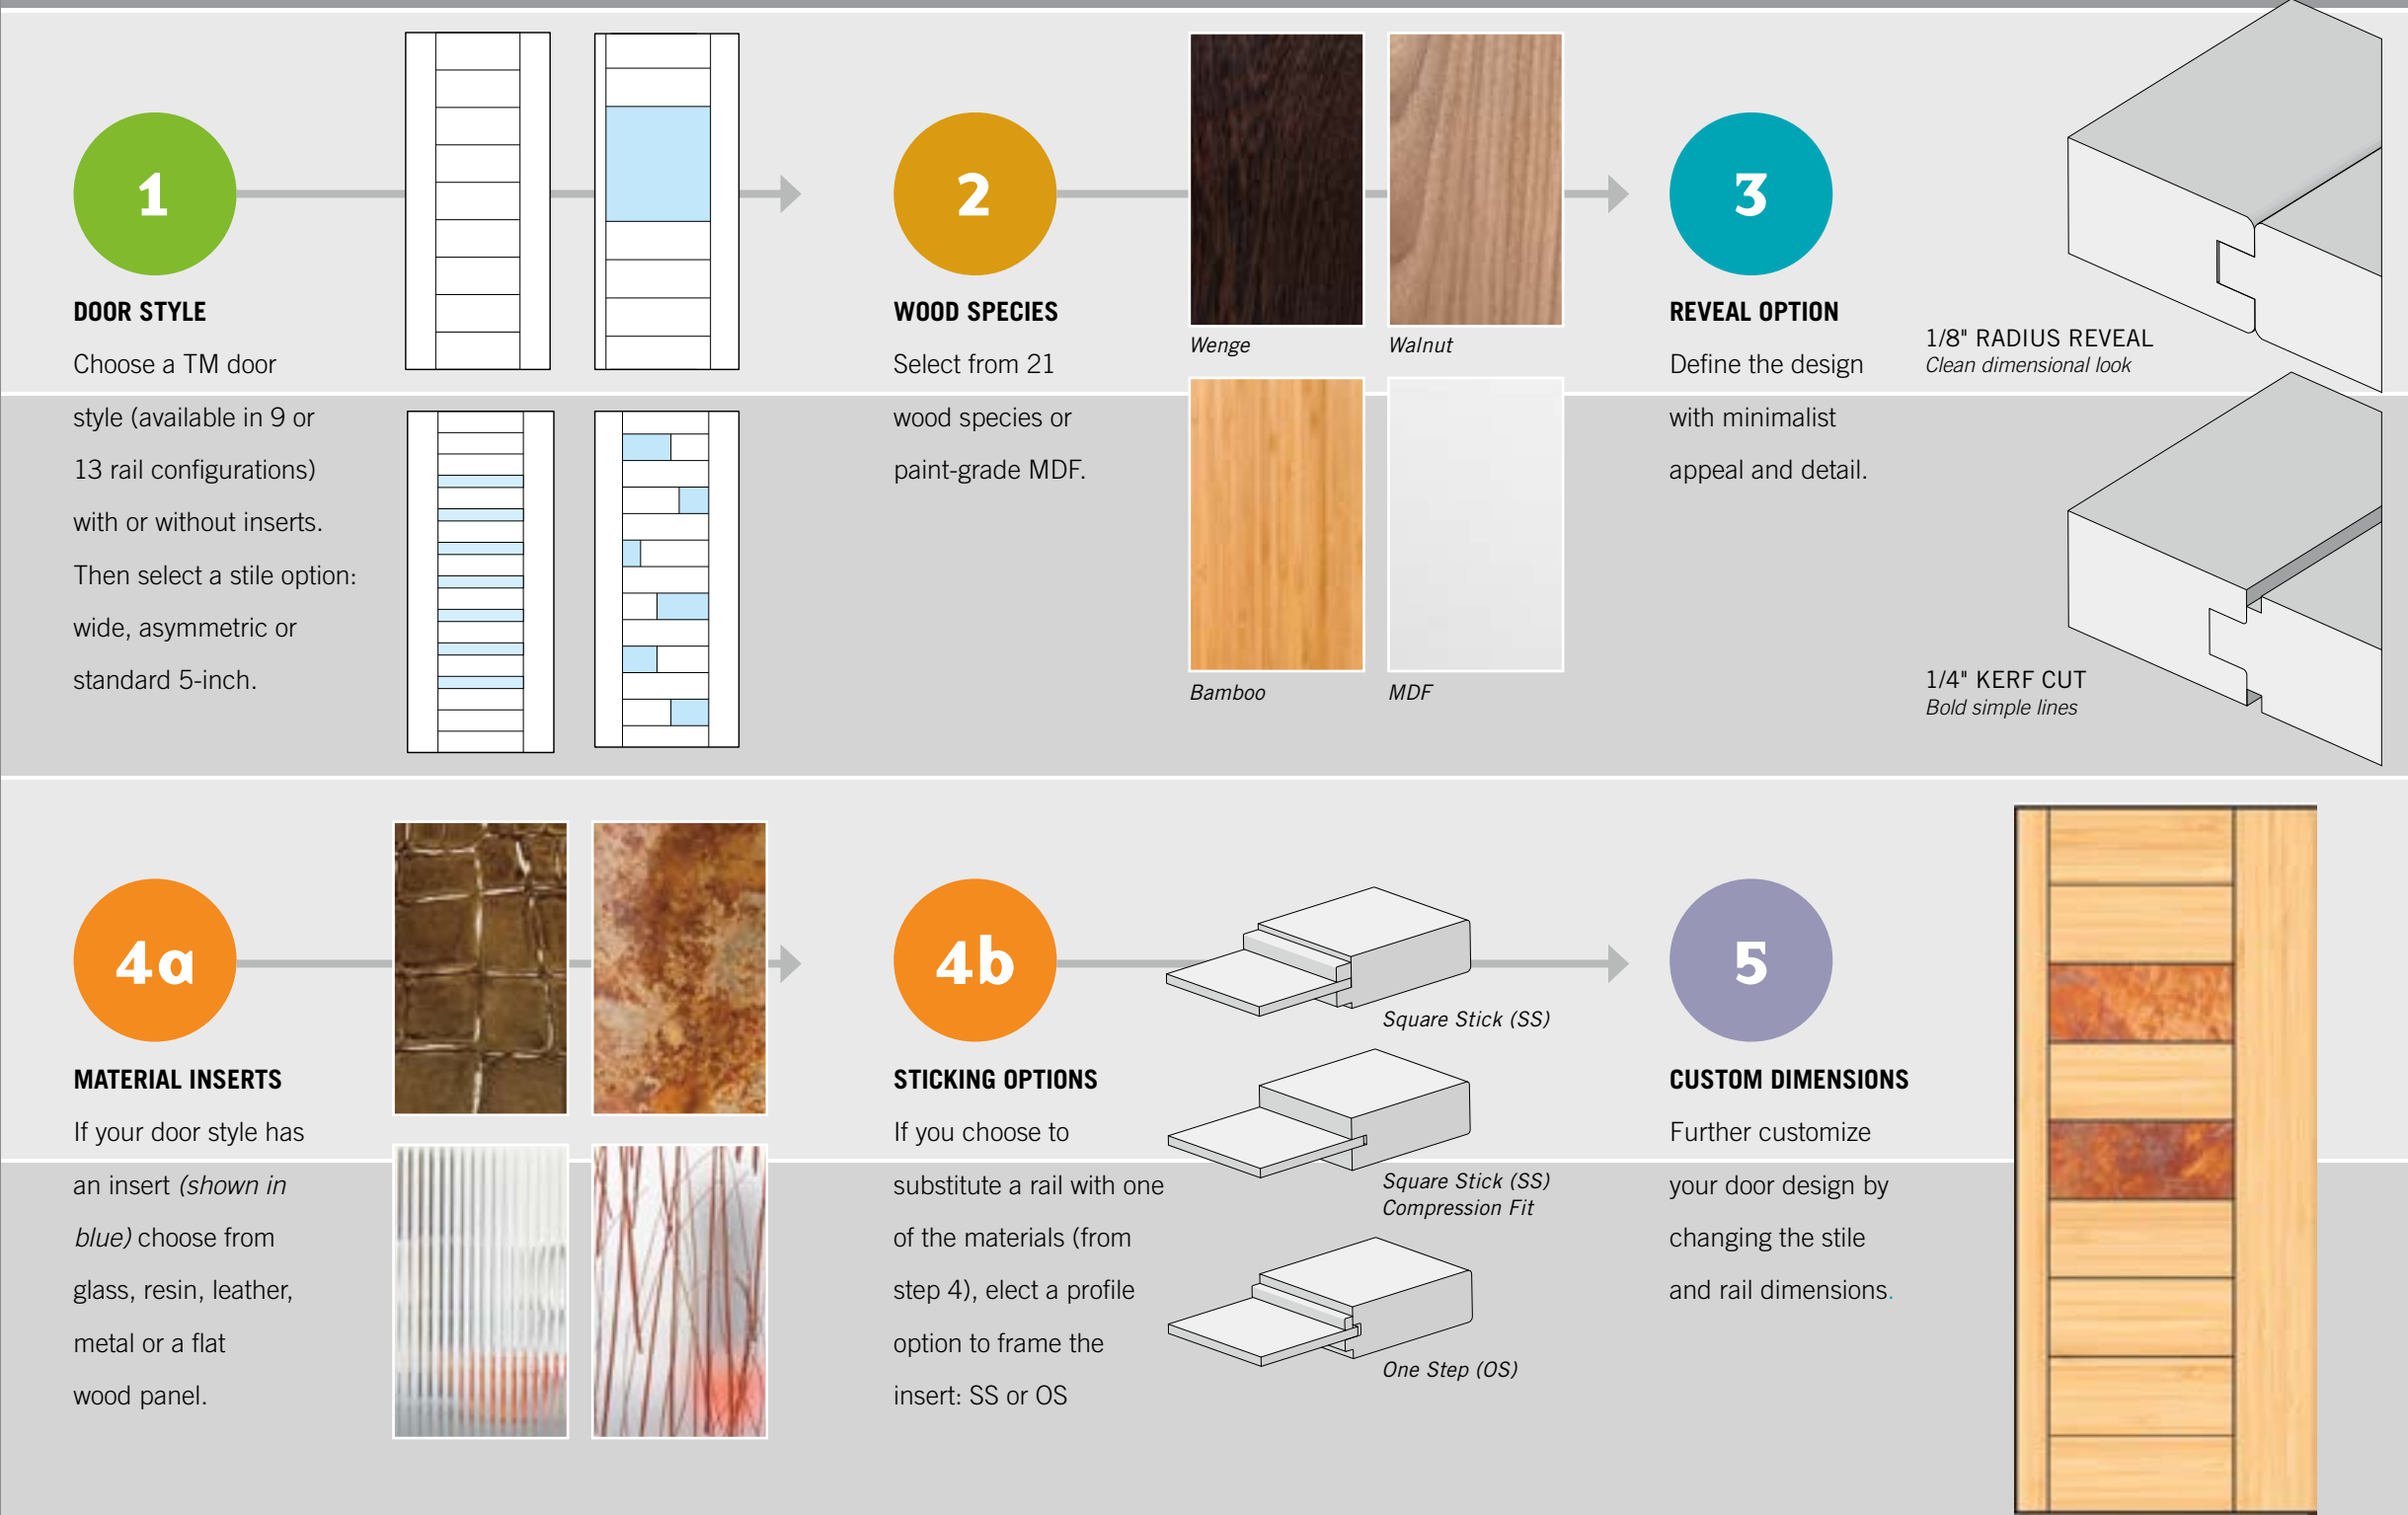 1
DOOR STYLE
Choose a TM door
style (available in 9 or
13 rail configurations)
with or without inserts.
Then select a stile option:
wide, asymmetric or
standard 5-inch.
2
WOOD SPECIES
Select from 21
wood species or
paint-grade MDF.
Wenge
Walnut
Bamboo
MDF
3
REVEAL OPTION
Define the design
with minimalist
appeal and detail.
1/8" RADIUS REVEAL
Clean dimensional look
1/4" KERF CUT
Bold simple lines
4a
MATERIAL INSERTS
If your door style has
an insert (shown in
blue) choose from
glass, resin, leather,
metal or a flat
wood panel.
4b
STICKING OPTIONS
If you choose to
substitute a rail with one
of the materials (from
step 4), elect a profile
option to frame the
insert: SS or OS
Square Stick (SS)
Square Stick (SS)
Compression Fit
One Step (OS)
5
CUSTOM DIMENSIONS
Further customize
your door design by
changing the stile
and rail dimensions.